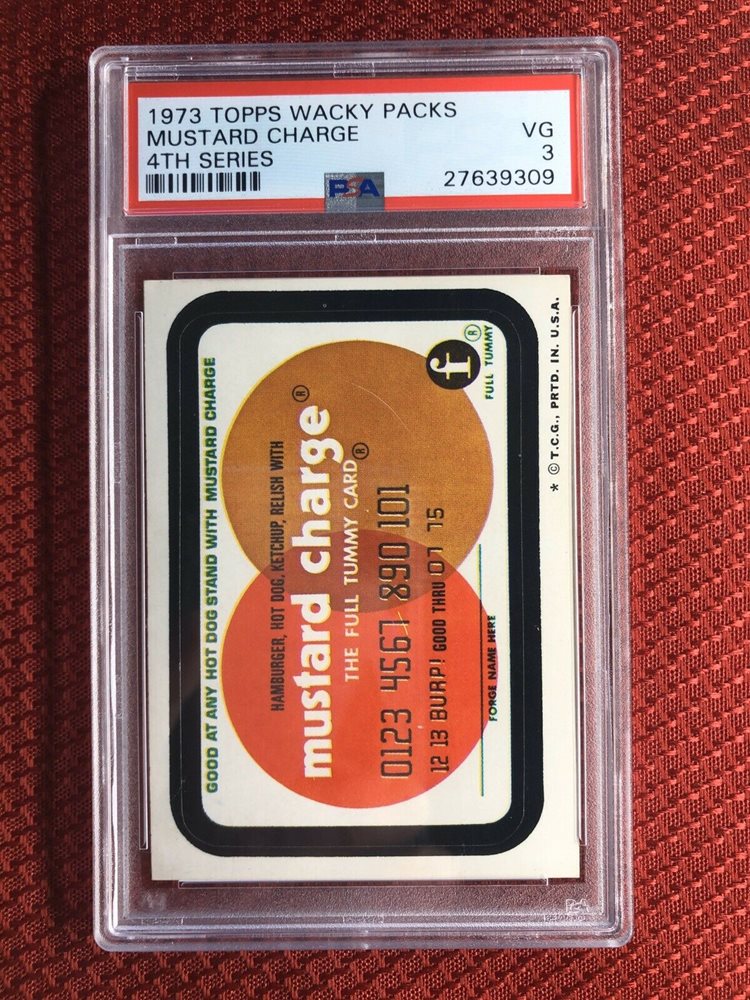 1973 TOPPS WACKY PACKS
MUSTARD CHARGE
4TH SERIES
VG
3
27639309
PSA
GOOD AT ANY HOT DOG STAND WITH MUSTARD CHARGE
HAMBURGER, HOT DOG, KETCHUP, RELISH WITH
mustard charge®
THE FULL TUMMY CARD®
0123 4567 890 101
12 13 BURP! GOOD THRU 07 75
FORGE NAME HERE
f®
FULL TUMMY
* © T.C.G., PRTD. IN. U.S.A.
PSA